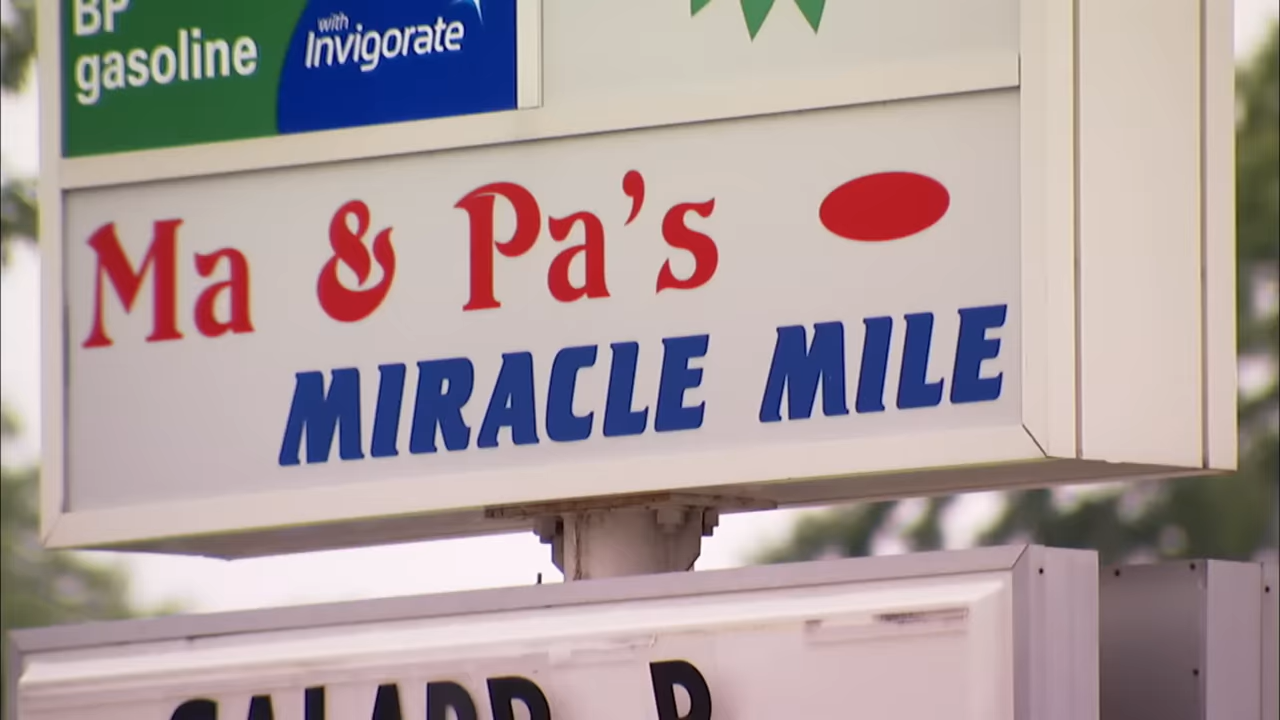 BP
gasoline
with
Invigorate
Ma & Pa's
MIRACLE MILE